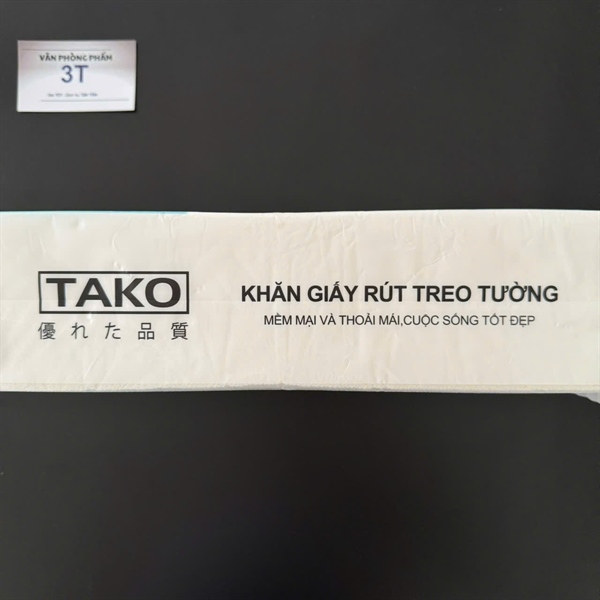 VĂN PHÒNG PHẨM
3T
TAKO
優れた品質
KHĂN GIẤY RÚT TREO TƯỜNG
MỀM MẠI VÀ THOẢI MÁI,CUỘC SỐNG TỐT ĐẸP